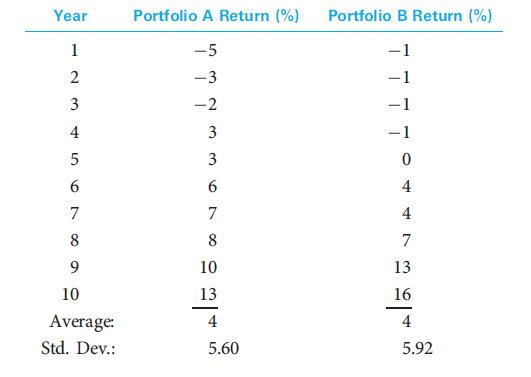 Year Portfolio A Return (%) Portfolio B Return (%)
1 −5 −1
2 −3 −1
3 −2 −1
4 3 −1
5 3 0
6 6 4
7 7 4
8 8 7
9 10 13
10 13 16
Average: 4 4
Std. Dev.: 5.60 5.92